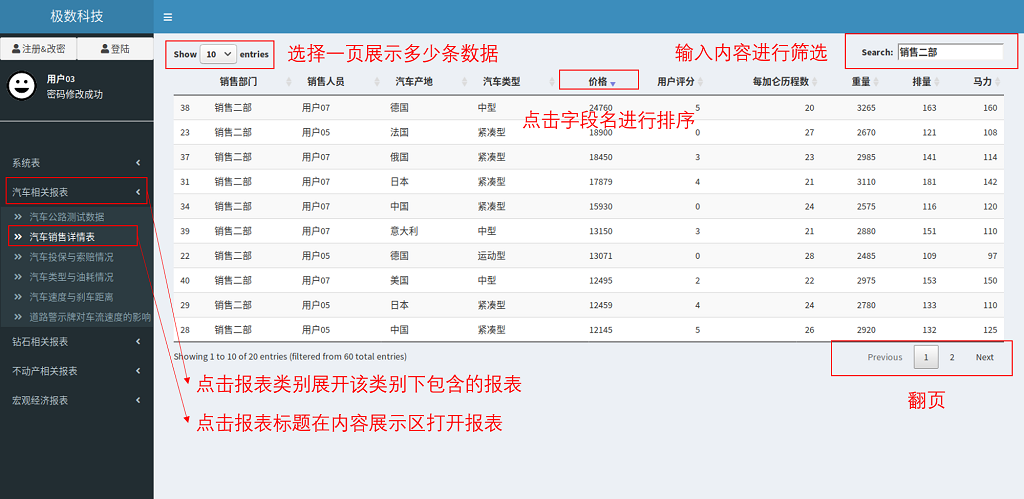 极数科技
注册&改密 登陆
用户03
密码修改成功
系统表
汽车相关报表
汽车公路测试数据
汽车销售详情表
汽车投保与索赔情况
汽车类型与油耗情况
汽车速度与刹车距离
道路警示牌对车流速度的影响
钻石相关报表
不动产相关报表
宏观经济报表
Show 10 entries 选择一页展示多少条数据 输入内容进行筛选 Search: 销售二部
销售部门 销售人员 汽车产地 汽车类型 价格 用户评分 每加仑历程数 重量 排量 马力
38 销售二部 用户07 德国 中型 24760 5 20 3265 163 160
点击字段名进行排序
23 销售二部 用户05 法国 紧凑型 18900 0 27 2670 121 108
37 销售二部 用户07 俄国 紧凑型 18450 3 23 2985 141 114
31 销售二部 用户07 日本 紧凑型 17879 4 21 3110 181 142
34 销售二部 用户07 中国 紧凑型 15930 0 24 2575 116 120
39 销售二部 用户07 意大利 中型 13150 3 21 2880 151 110
22 销售二部 用户05 德国 运动型 13071 0 28 2485 109 97
40 销售二部 用户07 美国 中型 12495 2 22 2975 153 150
29 销售二部 用户05 日本 紧凑型 12459 4 24 2780 133 110
28 销售二部 用户05 中国 紧凑型 12145 5 26 2920 132 125
Showing 1 to 10 of 20 entries (filtered from 60 total entries) Previous 1 2 Next
点击报表类别展开该类别下包含的报表
翻页
点击报表标题在内容展示区打开报表